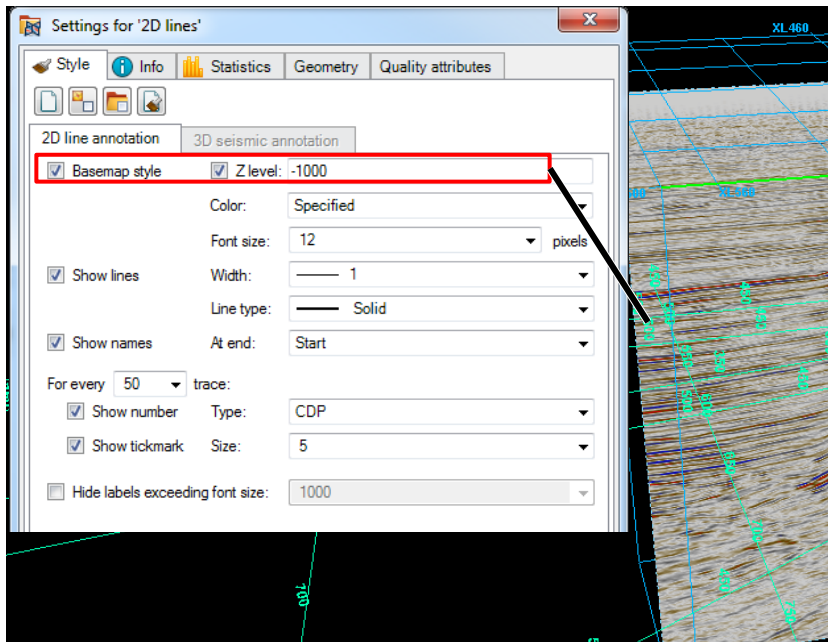 Settings for '2D lines'
XL460
Style Info Statistics Geometry Quality attributes
2D line annotation 3D seismic annotation
Basemap style Z level: -1000
Color: Specified
Font size: 12 pixels
Show lines Width: 1
Line type: Solid
Show names At end: Start
For every 50 trace:
Show number Type: CDP
Show tickmark Size: 5
Hide labels exceeding font size: 1000
700